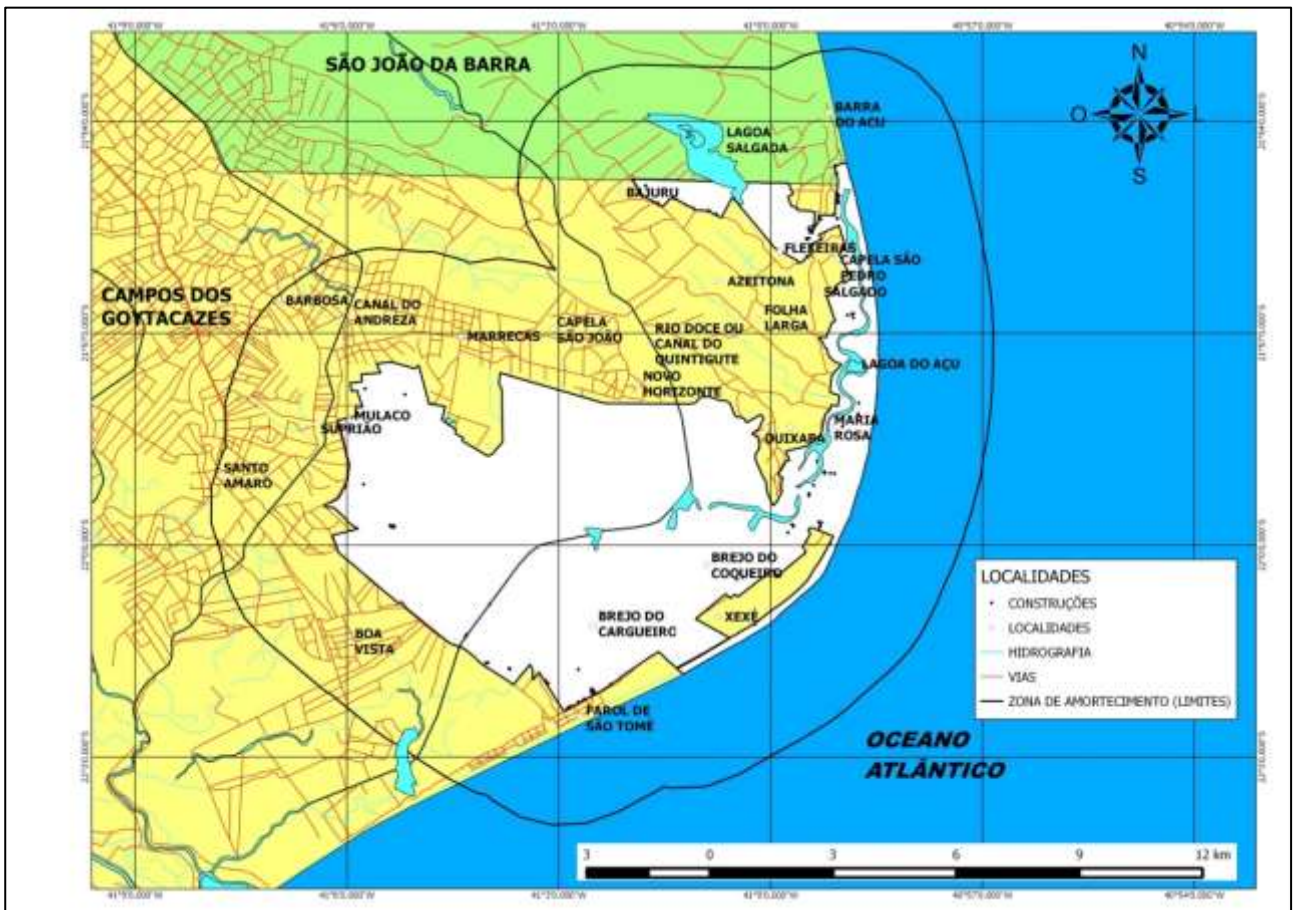 SÃO JOÃO DA BARRA
N
O
L
S
BARRA
DO AÇU
LAGOA
SALGADA
BAJURU
FLEXEIRAS
CAPELA SÃO
PEDRO
SALGADO
AZEITONA
FOLHA
LARGA
CAMPOS DOS
GOYTACAZES
BARBOSA
CANAL DO
ANDREZA
MARRECAS
CAPELA
SÃO JOÃO
RIO DOCE OU
CANAL DO
QUINTIGUTE
NOVO
HORIZONTE
LAGOA DO AÇU
MULACO
SUPRIÃO
MARIA
ROSA
QUIXABA
SANTO
AMARO
BREJO DO
COQUEIRO
BREJO DO
CARGUEIRO
XEXÉ
BOA
VISTA
FAROL DE
SÃO TOMÉ
LOCALIDADES
CONSTRUÇÕES
LOCALIDADES
HIDROGRAFIA
VIAS
ZONA DE AMORTECIMENTO (LIMITES)
OCEANO
ATLÂNTICO
3 0 3 6 9 12 km